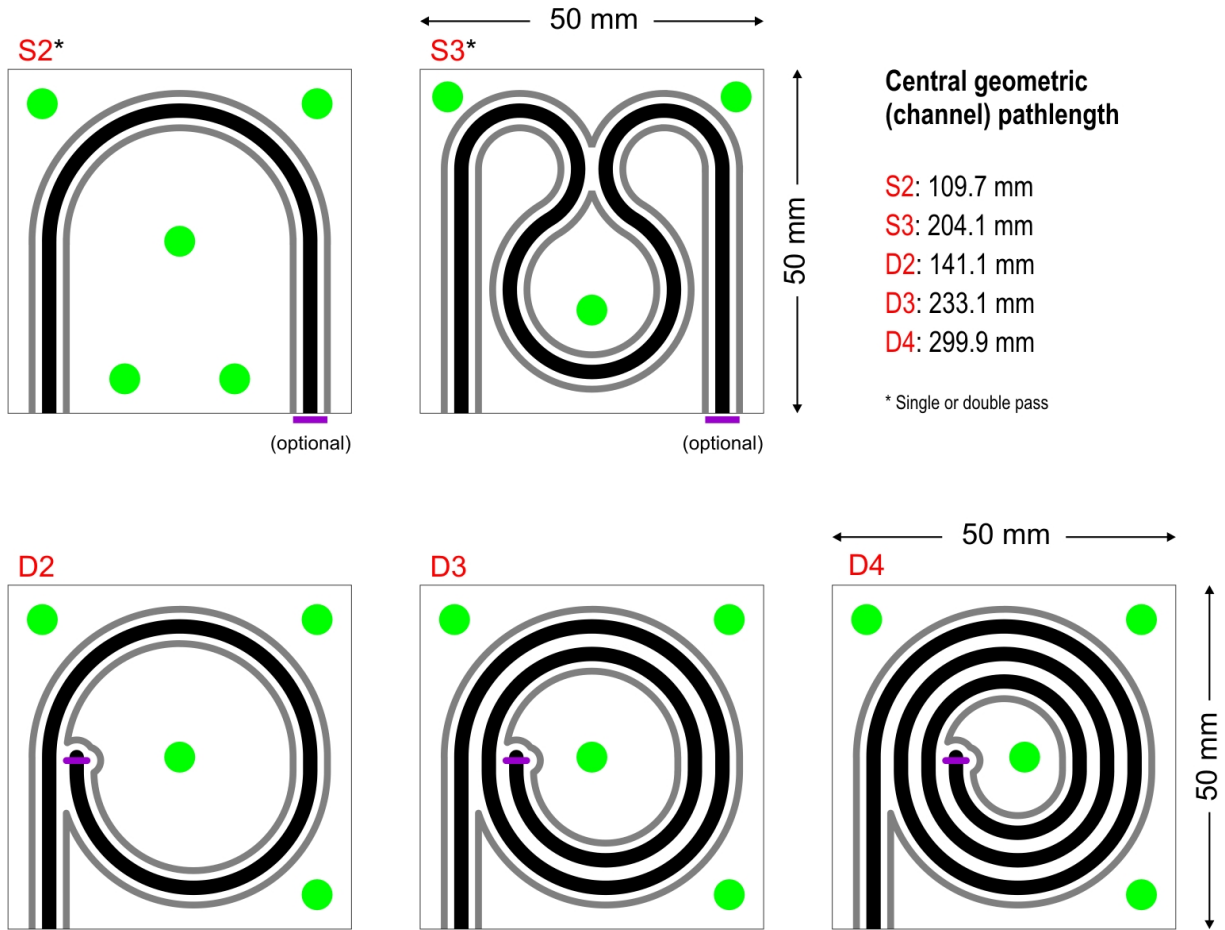 50 mm
S2*
S3*
Central geometric
(channel) pathlength
S2: 109.7 mm
S3: 204.1 mm
D2: 141.1 mm
D3: 233.1 mm
D4: 299.9 mm
* Single or double pass
50 mm
(optional)
(optional)
50 mm
D2
D3
D4
50 mm